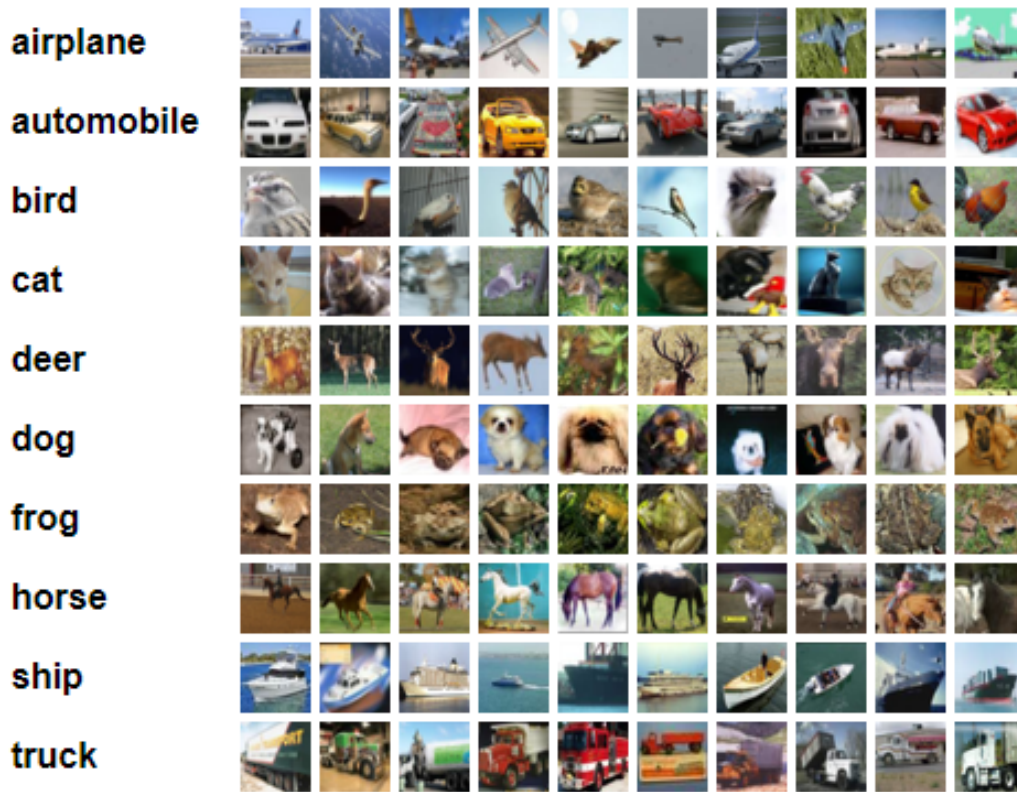 airplane
automobile
bird
cat
deer
dog
frog
horse
ship
truck